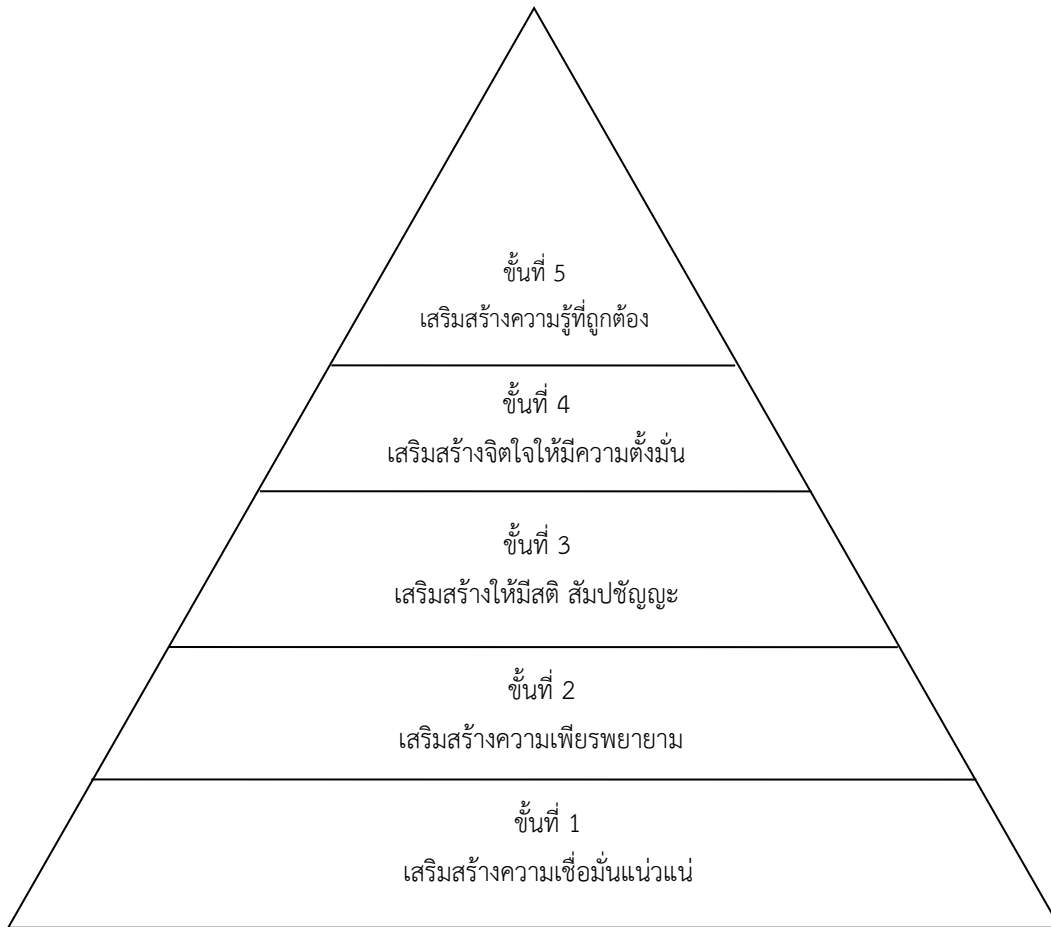 ขั้นที่ 5
เสริมสร้างความรู้ที่ถูกต้อง
ขั้นที่ 4
เสริมสร้างจิตใจให้มีความตั้งมั่น
ขั้นที่ 3
เสริมสร้างให้มีสติ สัมปชัญญะ
ขั้นที่ 2
เสริมสร้างความเพียรพยายาม
ขั้นที่ 1
เสริมสร้างความเชื่อมั่นแน่วแน่